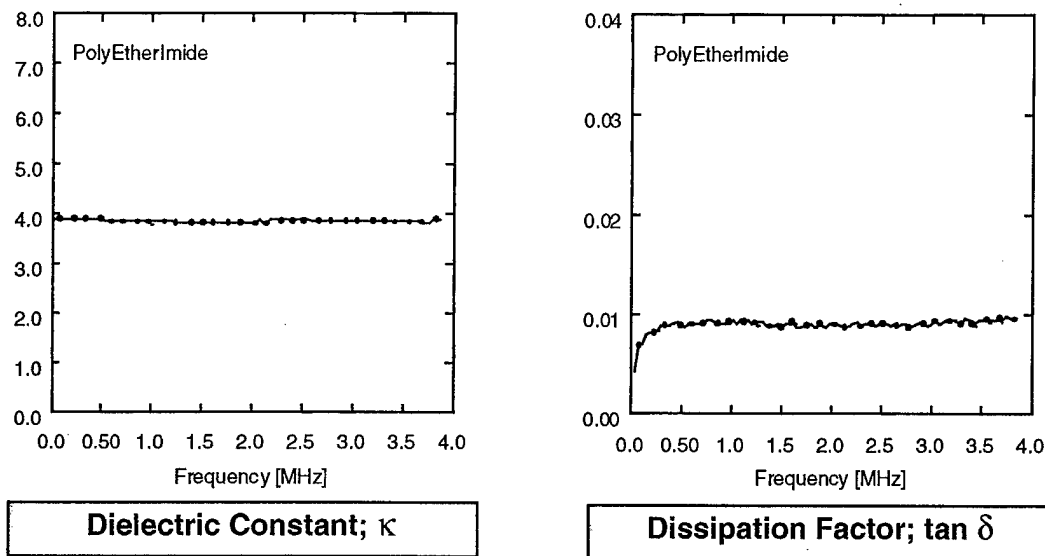 8.0
7.0
6.0
5.0
4.0
3.0
2.0
1.0
0.0
PolyEtherImide
0.0 0.50 1.0 1.5 2.0 2.5 3.0 3.5 4.0
Frequency [MHz]
Dielectric Constant; κ
0.04
0.03
0.02
0.01
0.00
PolyEtherImide
0.0 0.50 1.0 1.5 2.0 2.5 3.0 3.5 4.0
Frequency [MHz]
Dissipation Factor; tan δ